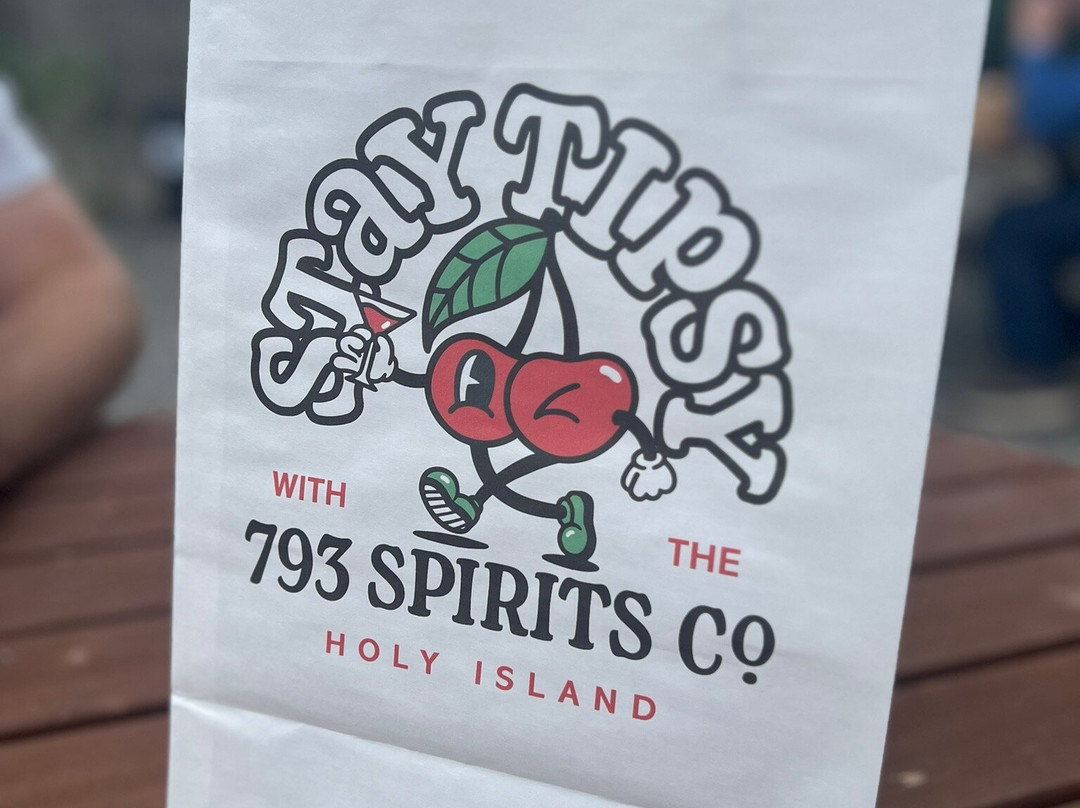 STay TIPSY
WITH THE
793 SPIRITS Co
HOLY ISLAND